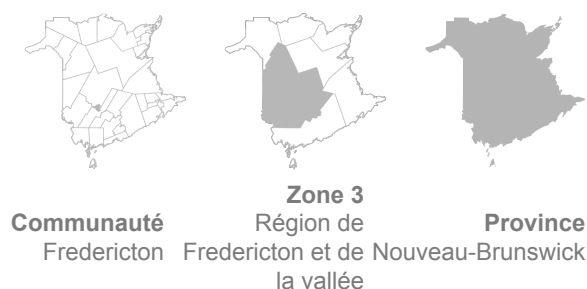 Communauté
Fredericton
Zone 3
Région de
Fredericton et de
la vallée
Province
Nouveau-Brunswick